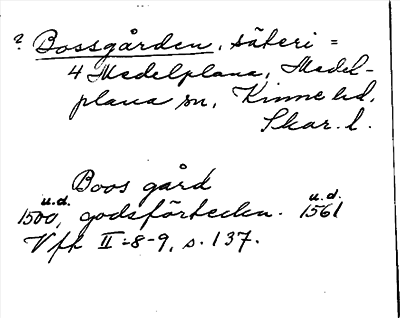 ? Bossgården, säteri =
4 Medelplana, Medel-
plana sn, Kinne hd,
Skar. l.
Boos gård
u.d. u.d.
1500, godsförteckn. 1561
Vff II:8-9, s. 137.